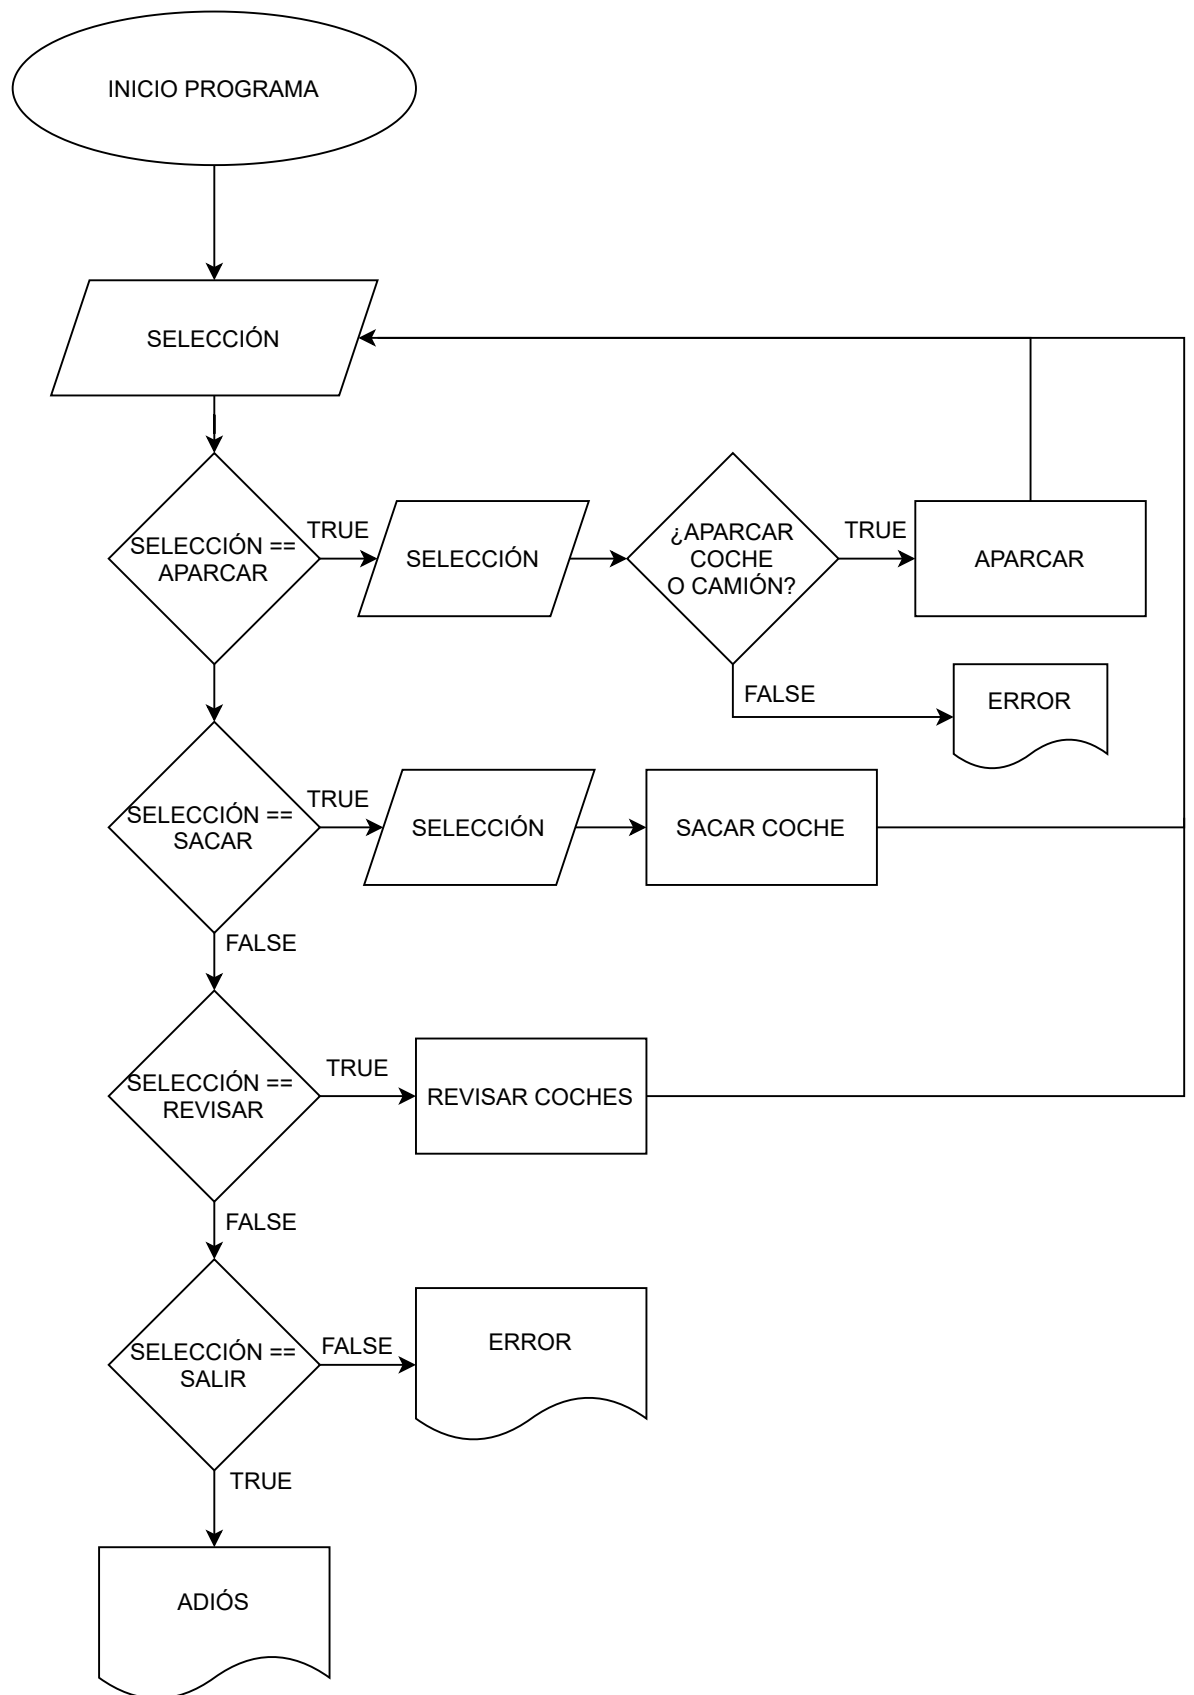 INICIO PROGRAMA
SELECCIÓN
SELECCIÓN ==
APARCAR
TRUE
SELECCIÓN
¿APARCAR
COCHE
O CAMIÓN?
TRUE
APARCAR
FALSE
ERROR
SELECCIÓN ==
SACAR
TRUE
SELECCIÓN
SACAR COCHE
FALSE
SELECCIÓN ==
REVISAR
TRUE
REVISAR COCHES
FALSE
SELECCIÓN ==
SALIR
FALSE
ERROR
TRUE
ADIÓS